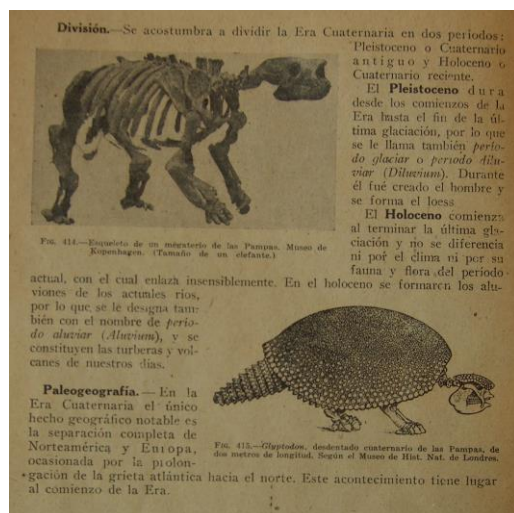 División.—Se acostumbra a dividir la Era Cuaternaria en dos periodos:
Pleistoceno o Cuaternario
antiguo y Holoceno o
Cuaternario reciente.
El Pleistoceno dura
desde los comienzos de la
Era hasta el fin de la úl-
tima glaciación, por lo que
se le llama también perío-
do glaciar o periodo dilu-
viar (Diluvium). Durante
él fué creado el hombre y
se forma el loess
El Holoceno comienza
al terminar la última gla-
ciación y no se diferencia
ni por el clima ni por su
fauna y flora del periodo
FIG. 414.—Esqueleto de un megaterio de las Pampas. Museo de
Kopenhagen. (Tamaño de un elefante.)
actual, con el cual enlaza insensiblemente. En el holoceno se formaron los alu-
viones de los actuales ríos,
por lo que se le designa tam-
bién con el nombre de perio-
do aluviar (Aluvium), y se
constituyen las turberas y vol-
canes de nuestros días.
Paleogeografía.—En la
Era Cuaternaria el único
hecho geográfico notable es
la separación completa de
Norteamérica y Europa,
ocasionada por la prolon-
gación de la grieta atlántica hacia el norte. Este acontecimiento tiene lugar
al comienzo de la Era.
FIG. 415.—Glyptodon, desdentado cuaternario de las Pampas, de
dos metros de longitud. Según el Museo de Hist. Nat. de Londres.